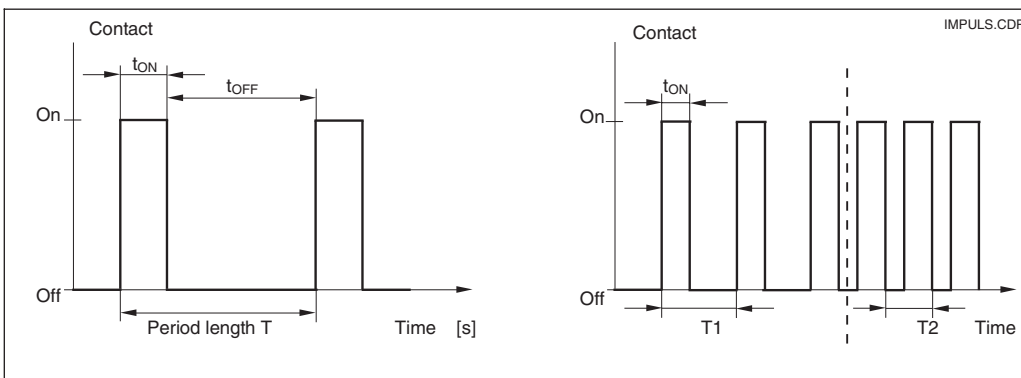 Contact
tON
tOFF
On
Off
Period length T
Time [s]
IMPULS.CDR
Contact
tON
On
Off
T1
T2
Time